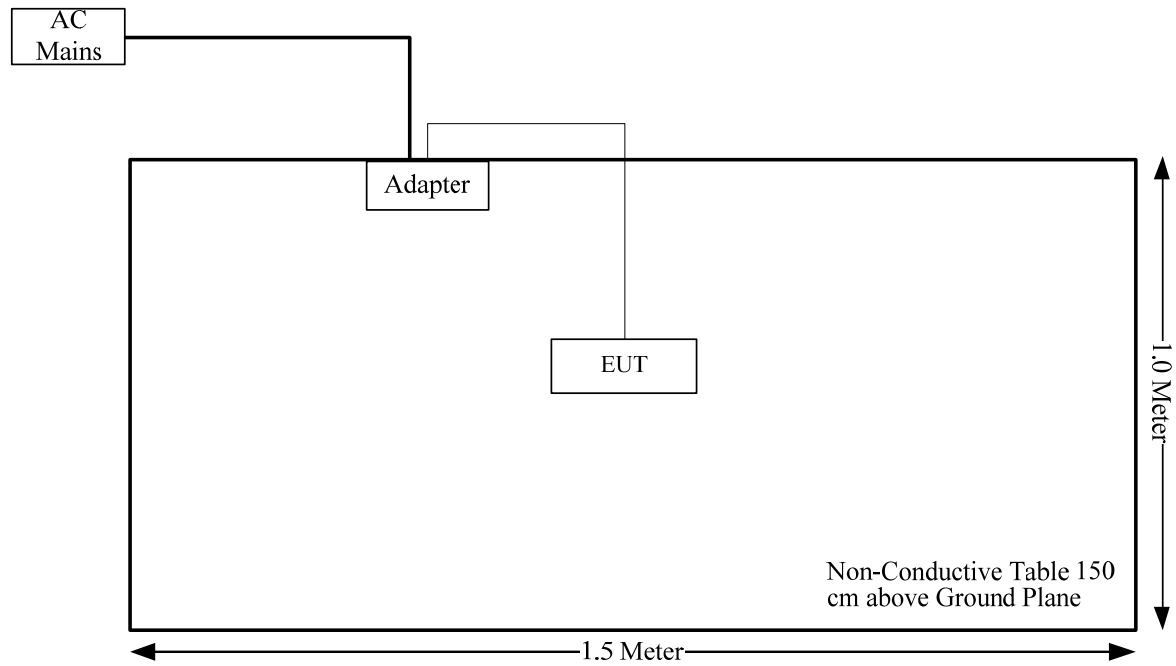 AC
Mains
Adapter
EUT
1.0 Meter
Non-Conductive Table 150
cm above Ground Plane
1.5 Meter